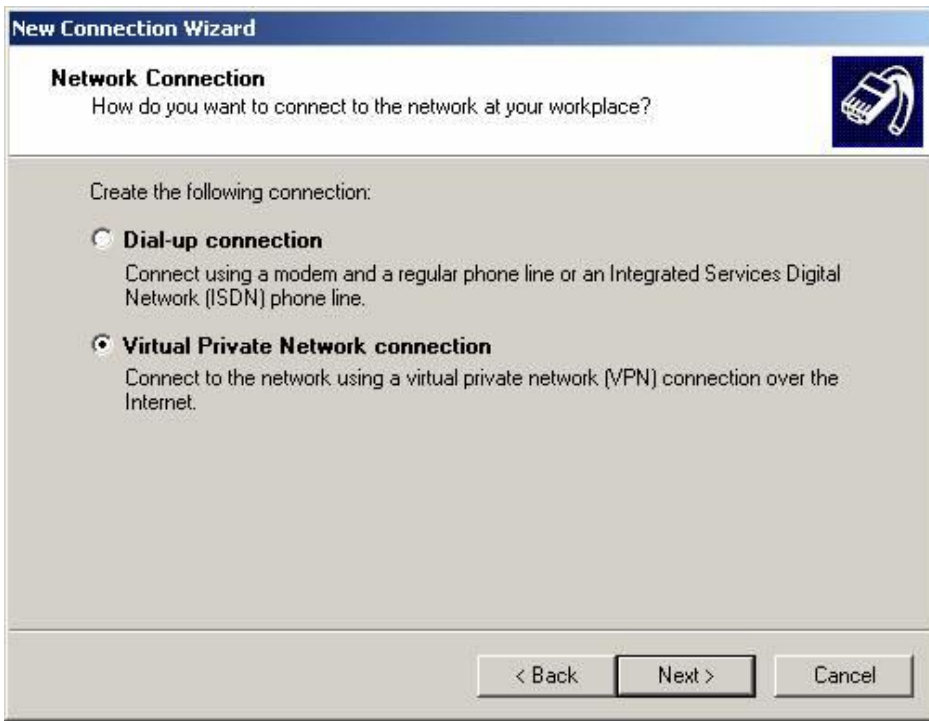 New Connection Wizard
Network Connection
How do you want to connect to the network at your workplace?
Create the following connection:
Dial-up connection
Connect using a modem and a regular phone line or an Integrated Services Digital
Network (ISDN) phone line.
Virtual Private Network connection
Connect to the network using a virtual private network (VPN) connection over the
Internet.
< Back
Next >
Cancel